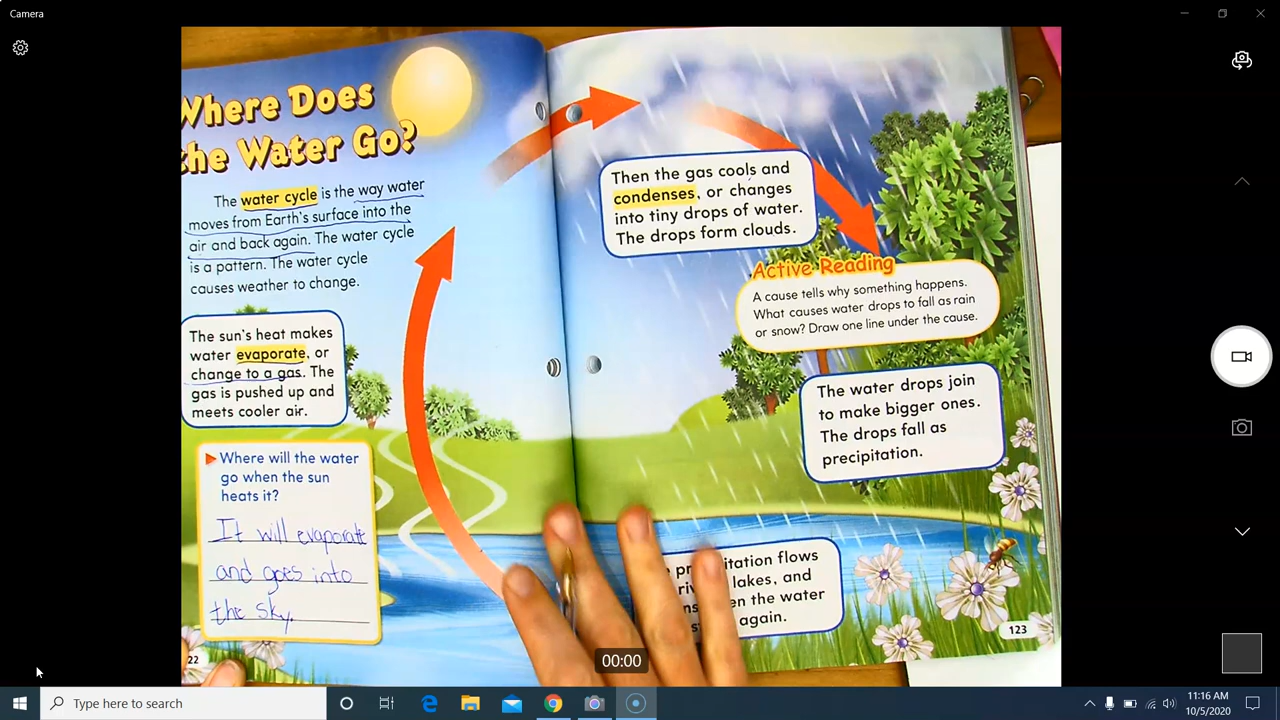 Camera
Where Does
the Water Go?
The water cycle is the way water
moves from Earth's surface into the
air and back again. The water cycle
is a pattern. The water cycle
causes weather to change.
The sun's heat makes
water evaporate, or
change to a gas. The
gas is pushed up and
meets cooler air.
Where will the water
go when the sun
heats it?
It will evaporate
and goes into
the sky.
22
Then the gas cools and
condenses, or changes
into tiny drops of water.
The drops form clouds.
Active Reading
A cause tells why something happens.
What causes water drops to fall as rain
or snow? Draw one line under the cause.
The water drops join
to make bigger ones.
The drops fall as
precipitation.
flows
lakes, and
the water
again.
123
00:00
Type here to search
11:16 AM
10/5/2020